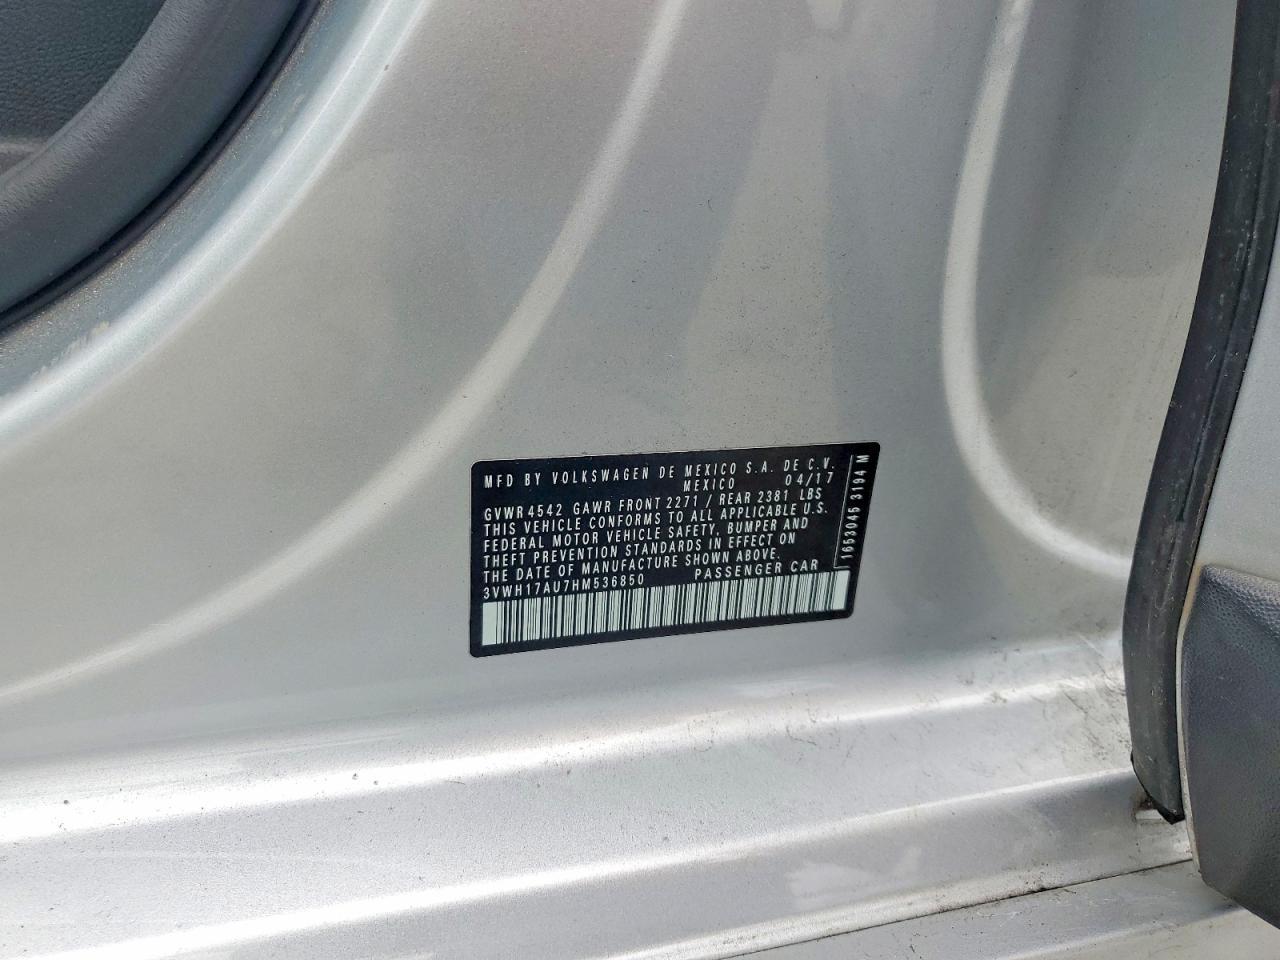 MFD BY VOLKSWAGEN DE MEXICO S.A. DE C.V.
MEXICO 04/17
GVWR 4542 GAWR FRONT 2271 / REAR 2381 LBS
THIS VEHICLE CONFORMS TO ALL APPLICABLE U.S.
FEDERAL MOTOR VEHICLE SAFETY, BUMPER AND
THEFT PREVENTION STANDARDS IN EFFECT ON
THE DATE OF MANUFACTURE SHOWN ABOVE.
3VWH17AU7HM536850 PASSENGER CAR
1653045 3194 M